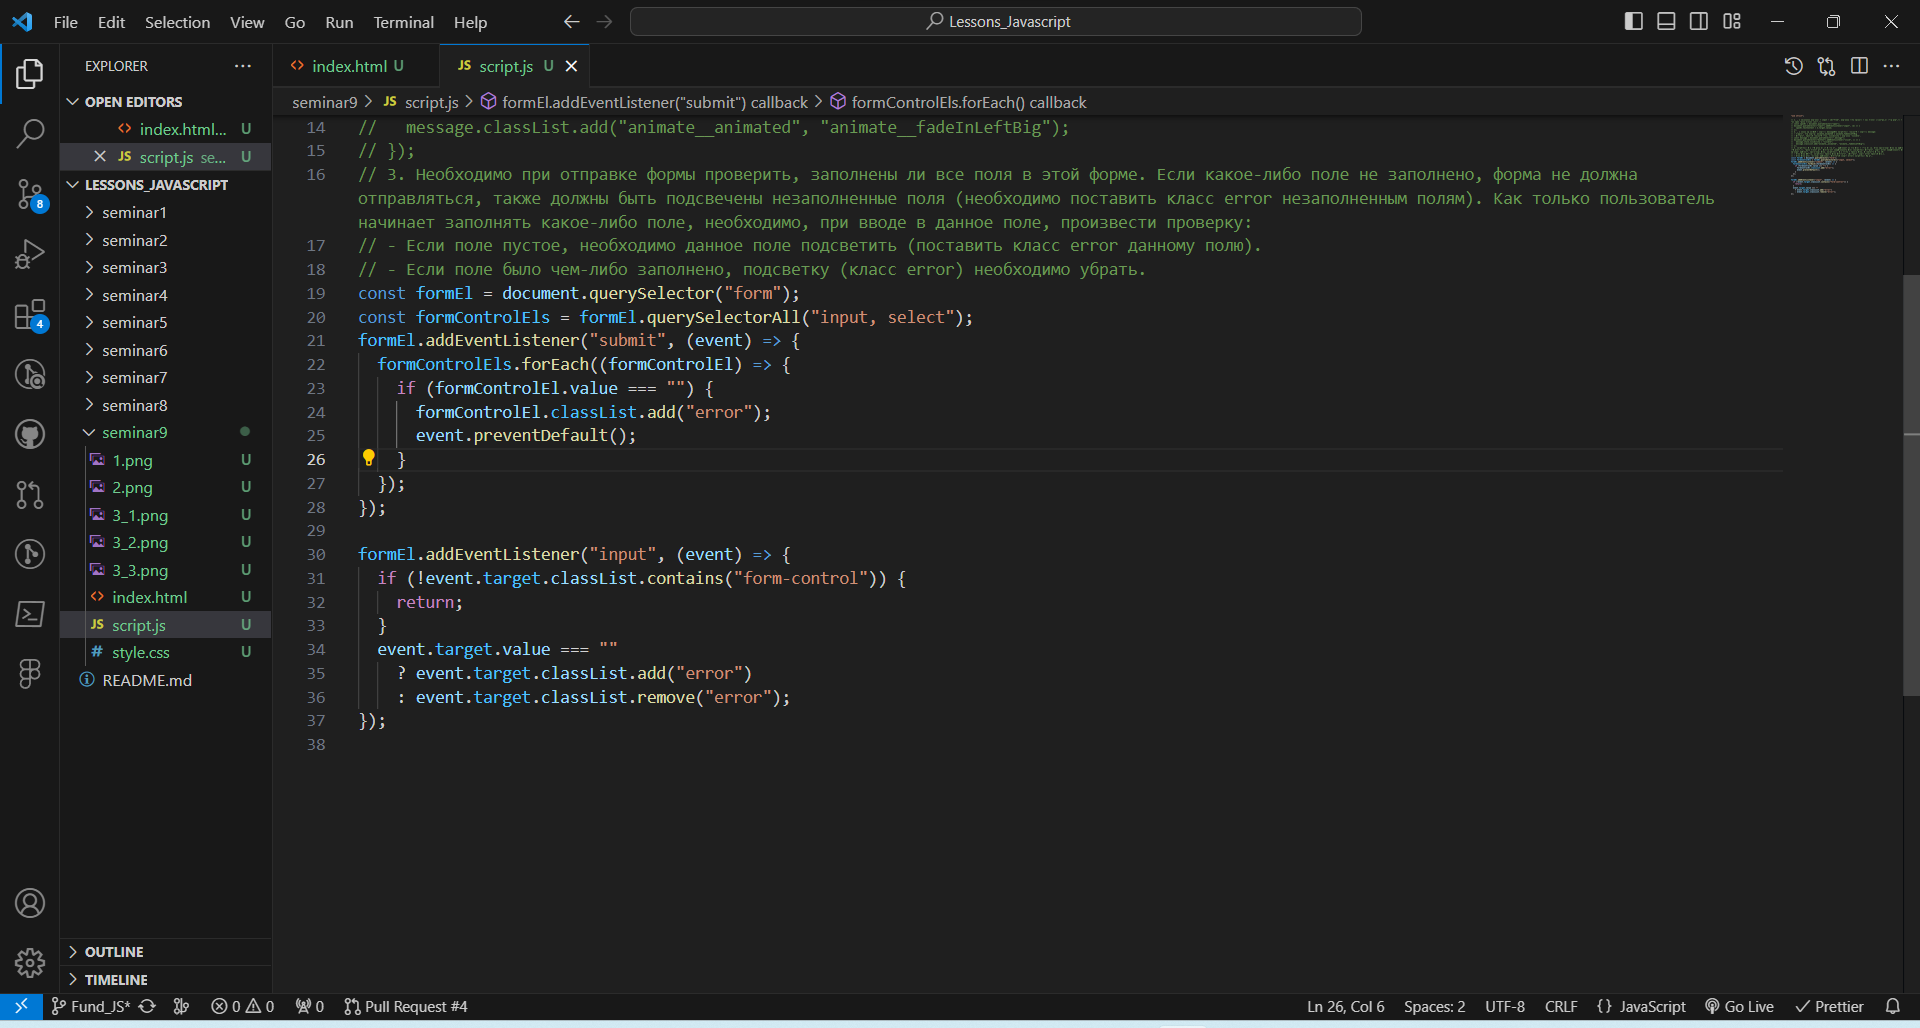 File Edit Selection View Go Run Terminal Help
Lessons_Javascript
EXPLORER
index.html U
JS script.js U
OPEN EDITORS
index.html... U
JS script.js se... U
LESSONS_JAVASCRIPT
seminar1
seminar2
seminar3
seminar4
seminar5
seminar6
seminar7
seminar8
seminar9
1.png U
2.png U
3_1.png U
3_2.png U
3_3.png U
index.html U
JS script.js U
# style.css U
README.md
OUTLINE
TIMELINE
8
4
seminar9 > JS script.js > formEl.addEventListener("submit") callback > formControlEls.forEach() callback
14 //   message.classList.add("animate__animated", "animate__fadeInLeftBig");
15 // });
16 // 3. Необходимо при отправке формы проверить, заполнены ли все поля в этой форме. Если какое-либо поле не заполнено, форма не должна
отправляться, также должны быть подсвечены незаполненные поля (необходимо поставить класс error незаполненным полям). Как только пользователь
начинает заполнять какое-либо поле, необходимо, при вводе в данное поле, произвести проверку:
17 // - Если поле пустое, необходимо данное поле подсветить (поставить класс error данному полю).
18 // - Если поле было чем-либо заполнено, подсветку (класс error) необходимо убрать.
19 const formEl = document.querySelector("form");
20 const formControlEls = formEl.querySelectorAll("input, select");
21 formEl.addEventListener("submit", (event) => {
22   formControlEls.forEach((formControlEl) => {
23     if (formControlEl.value === "") {
24       formControlEl.classList.add("error");
25       event.preventDefault();
26     }
27   });
28 });
29
30 formEl.addEventListener("input", (event) => {
31   if (!event.target.classList.contains("form-control")) {
32     return;
33   }
34   event.target.value === ""
35     ? event.target.classList.add("error")
36     : event.target.classList.remove("error");
37 });
38
Fund_JS* 0 0 0 Pull Request #4
Ln 26, Col 6 Spaces: 2 UTF-8 CRLF {} JavaScript Go Live Prettier